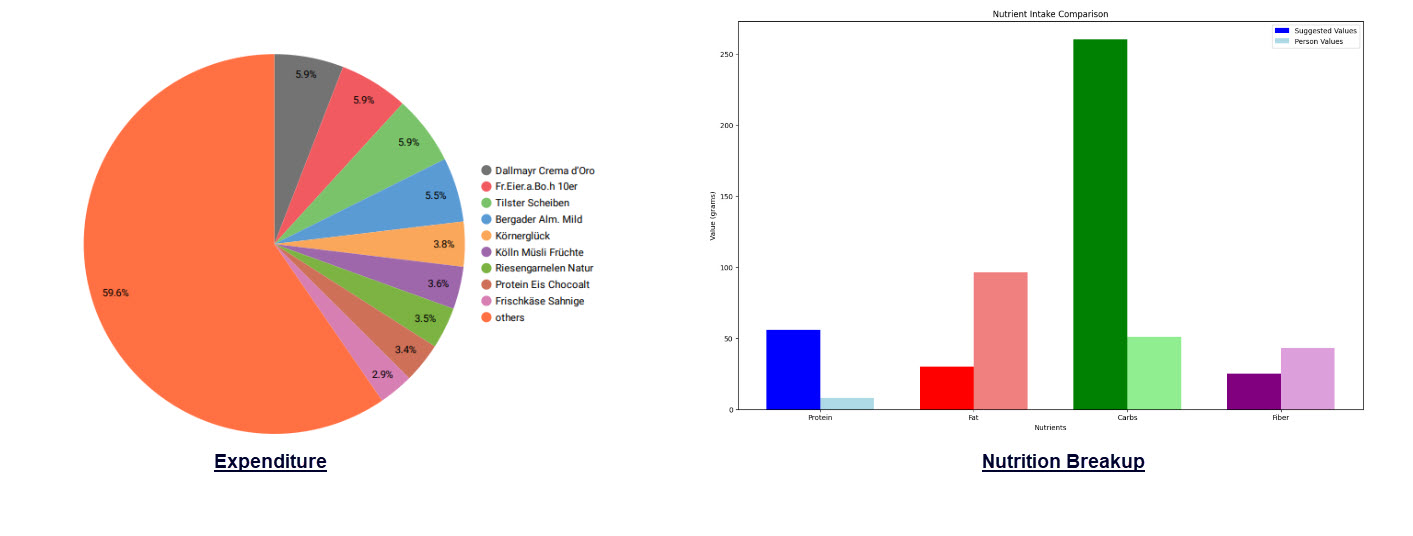 5.9%
5.9%
5.9%
5.5%
3.8%
3.6%
3.5%
3.4%
2.9%
59.6%
Dallmayr Crema d'Oro
Fr.Eier.a.Bo.h 10er
Tilster Scheiben
Bergader Alm. Mild
Körnerglück
Kölln Müsli Früchte
Riesengarnelen Natur
Protein Eis Chocoalt
Frischkäse Sahnige
others
Expenditure
Nutrient Intake Comparison
Suggested Values
Person Values
250
200
150
100
50
0
Value (grams)
Protein
Fat
Carbs
Fiber
Nutrients
Nutrition Breakup